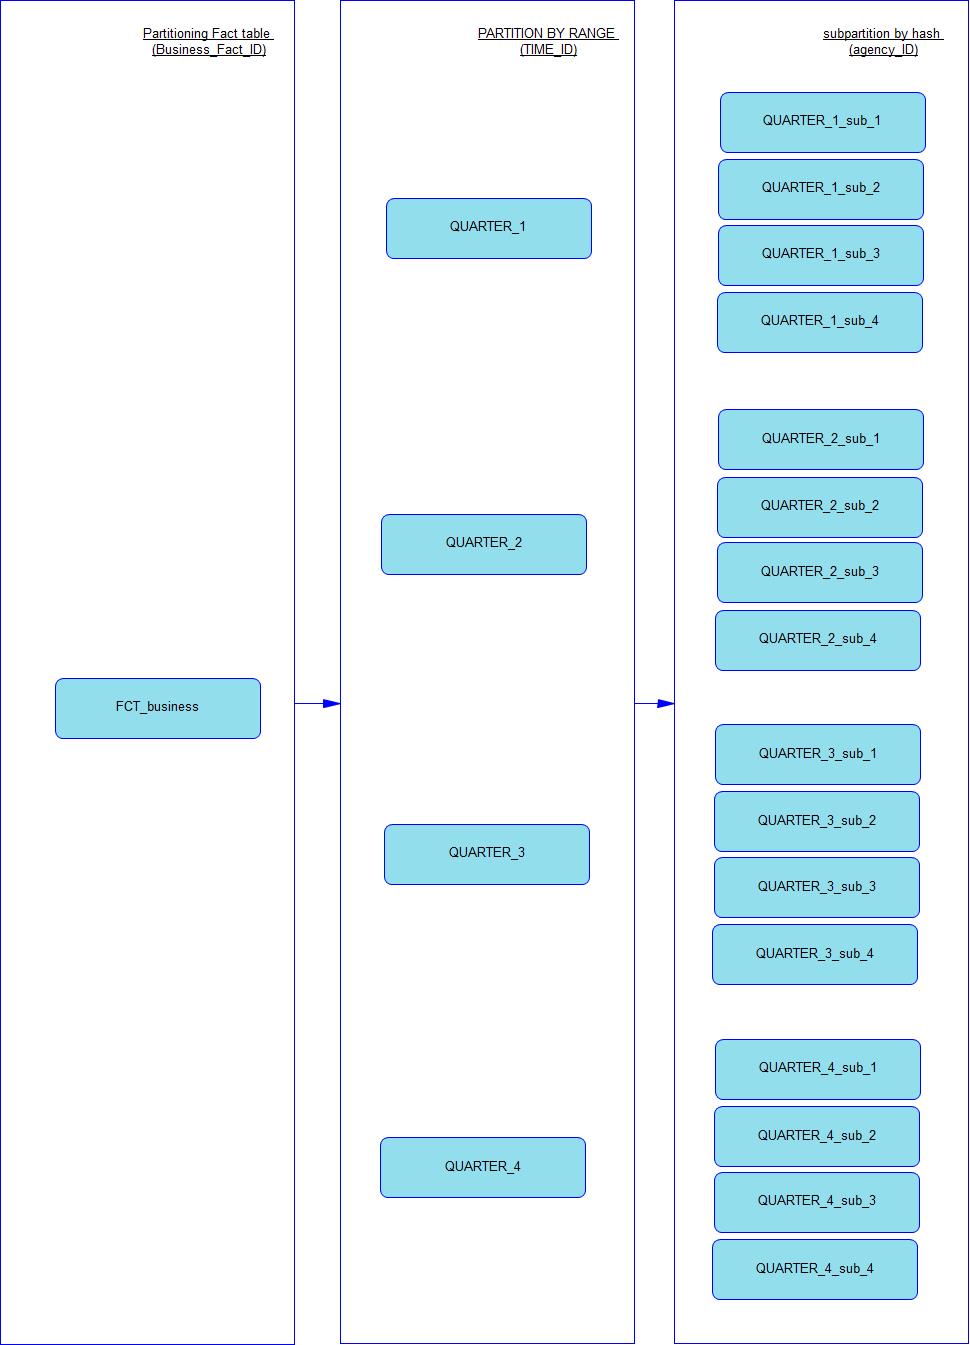 Partitioning Fact table
(Business_Fact_ID)
FCT_business
PARTITION BY RANGE
(TIME_ID)
QUARTER_1
QUARTER_2
QUARTER_3
QUARTER_4
subpartition by hash
(agency_ID)
QUARTER_1_sub_1
QUARTER_1_sub_2
QUARTER_1_sub_3
QUARTER_1_sub_4
QUARTER_2_sub_1
QUARTER_2_sub_2
QUARTER_2_sub_3
QUARTER_2_sub_4
QUARTER_3_sub_1
QUARTER_3_sub_2
QUARTER_3_sub_3
QUARTER_3_sub_4
QUARTER_4_sub_1
QUARTER_4_sub_2
QUARTER_4_sub_3
QUARTER_4_sub_4